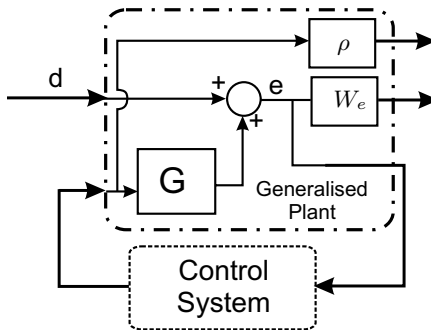 ρ
d
+
e
W_e
+
G
Generalised
Plant
Control
System